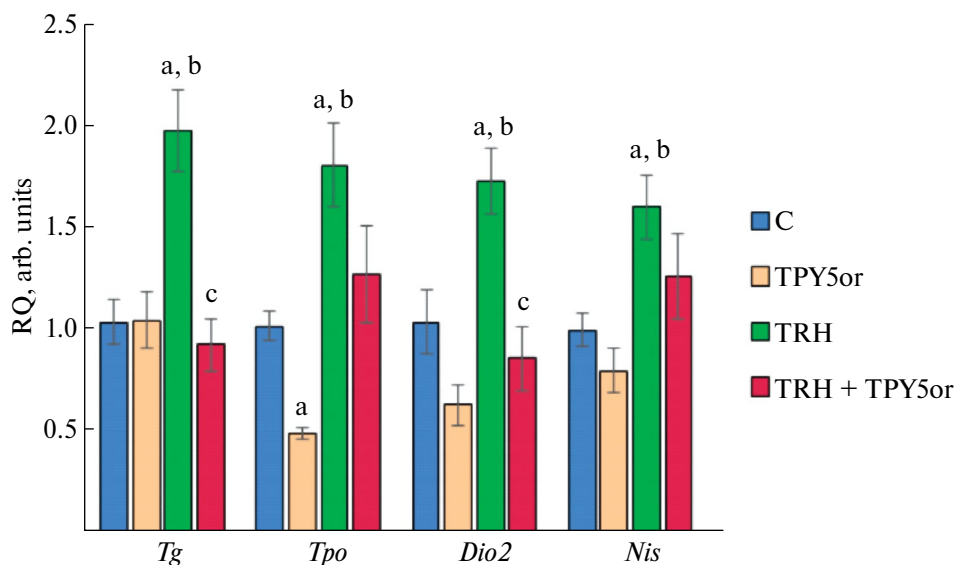 2.5
2.0
1.5
1.0
0.5
RQ, arb. units
a, b
a, b
a, b
a, b
c
c
a
Tg
Tpo
Dio2
Nis
C
TPY5or
TRH
TRH + TPY5or